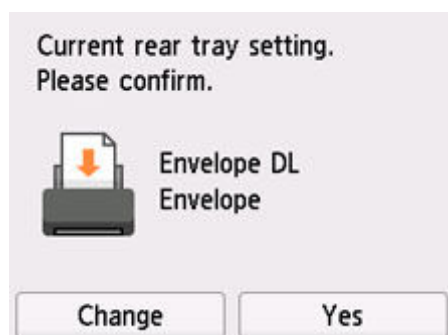 Current rear tray setting.
Please confirm.
Envelope DL
Envelope
Change
Yes